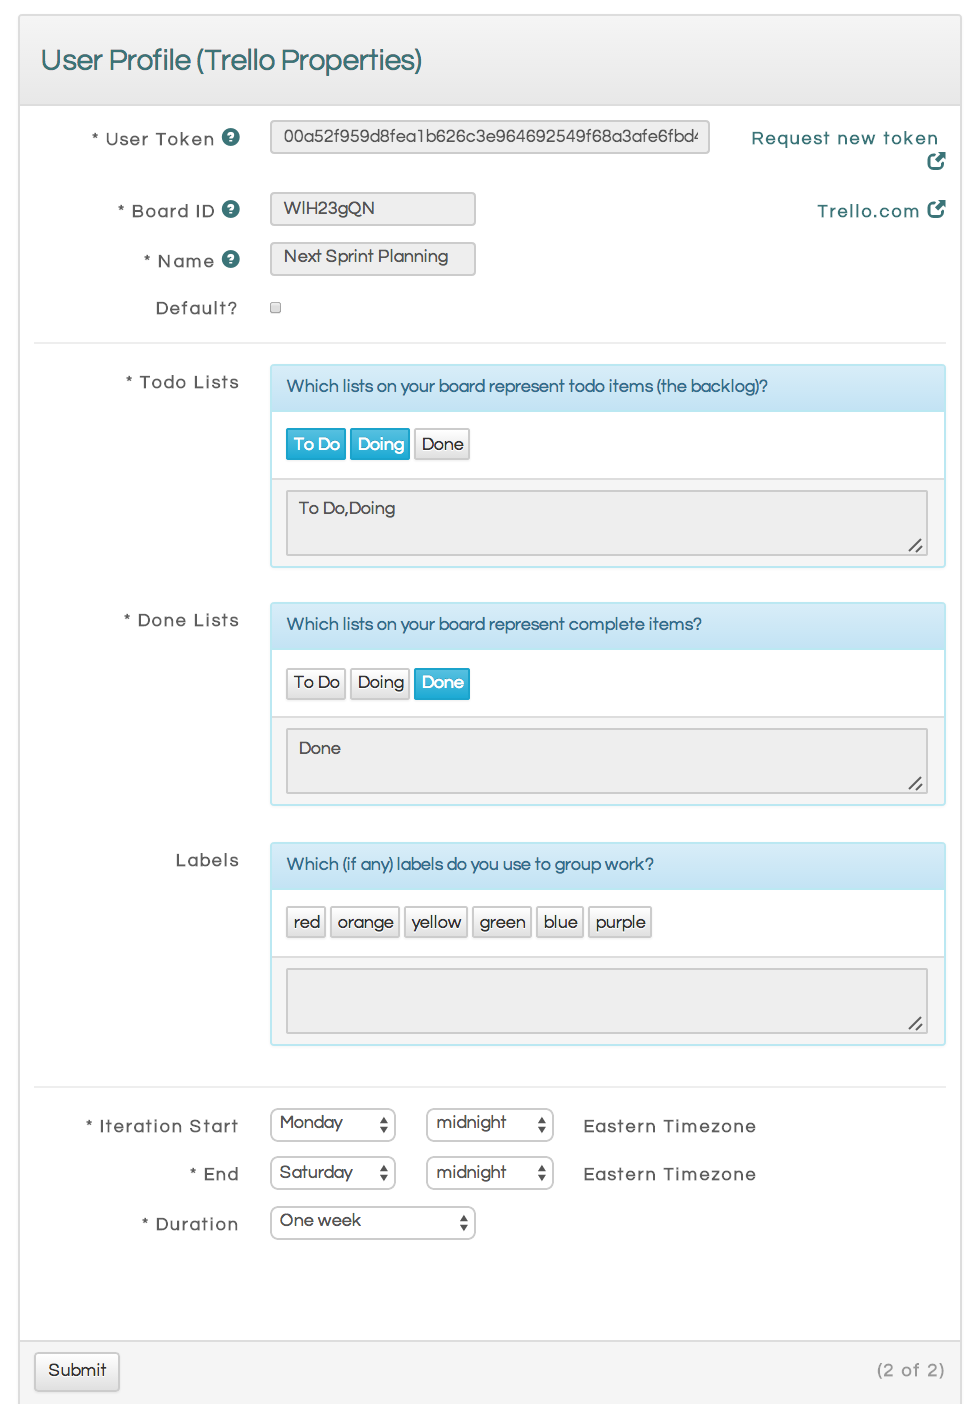 User Profile (Trello Properties)
* User Token ? 00a52f959d8fea1b626c3e964692549f68a3afe6fbd4 Request new token
* Board ID ? WIH23gQN Trello.com
* Name ? Next Sprint Planning
Default?
* Todo Lists Which lists on your board represent todo items (the backlog)?
To Do Doing Done
To Do,Doing
* Done Lists Which lists on your board represent complete items?
To Do Doing Done
Done
Labels Which (if any) labels do you use to group work?
red orange yellow green blue purple
* Iteration Start Monday midnight Eastern Timezone
* End Saturday midnight Eastern Timezone
* Duration One week
Submit (2 of 2)